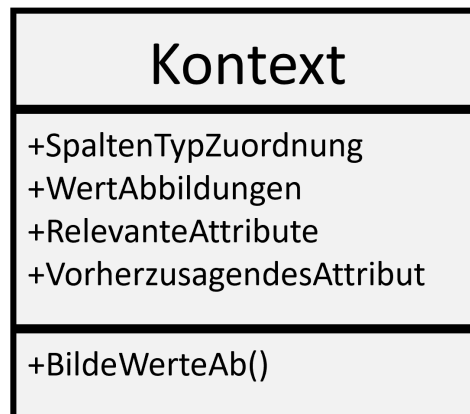 Kontext
+SpaltenTypZuordnung
+WertAbbildungen
+RelevanteAttribute
+VorherzusagendesAttribut
+BildeWerteAb()